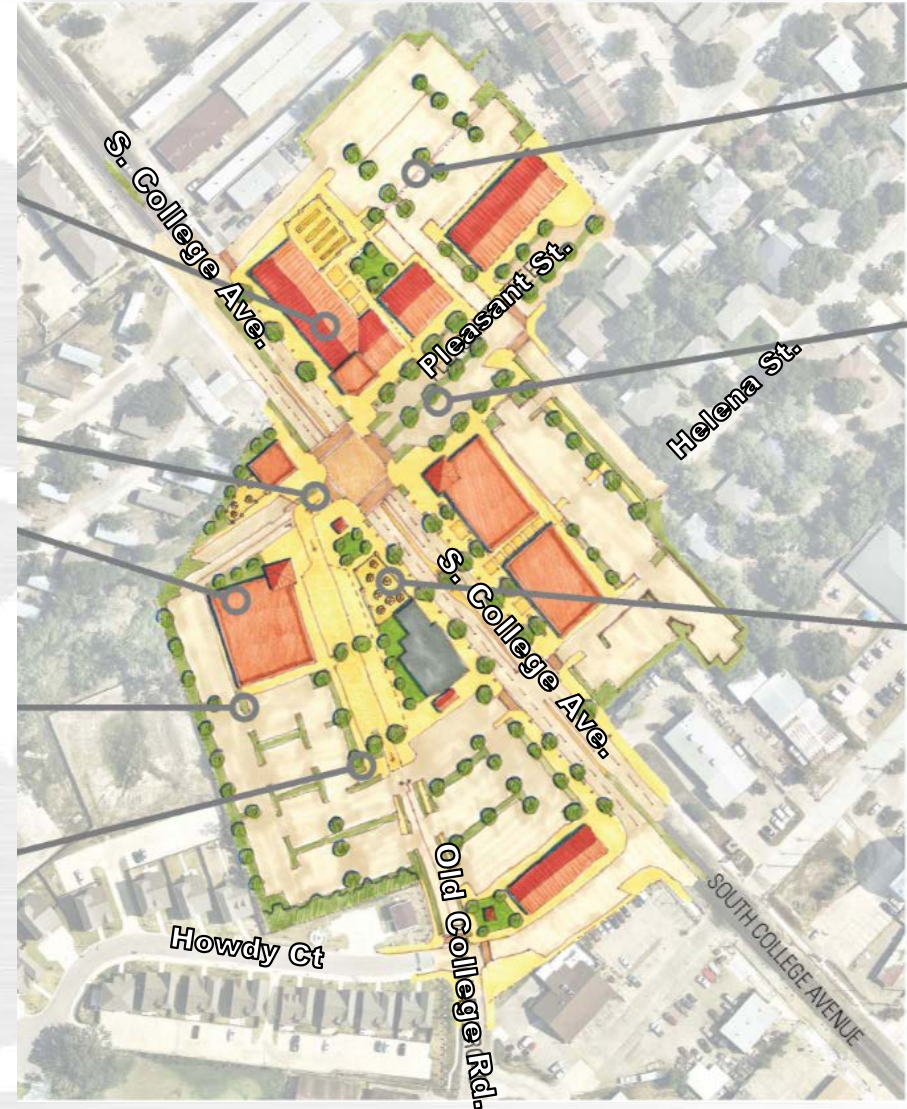 S. College Ave.
Pleasant St.
Helena St.
S. College Ave.
Old College Rd.
SOUTH COLLEGE AVENUE
Howdy Ct